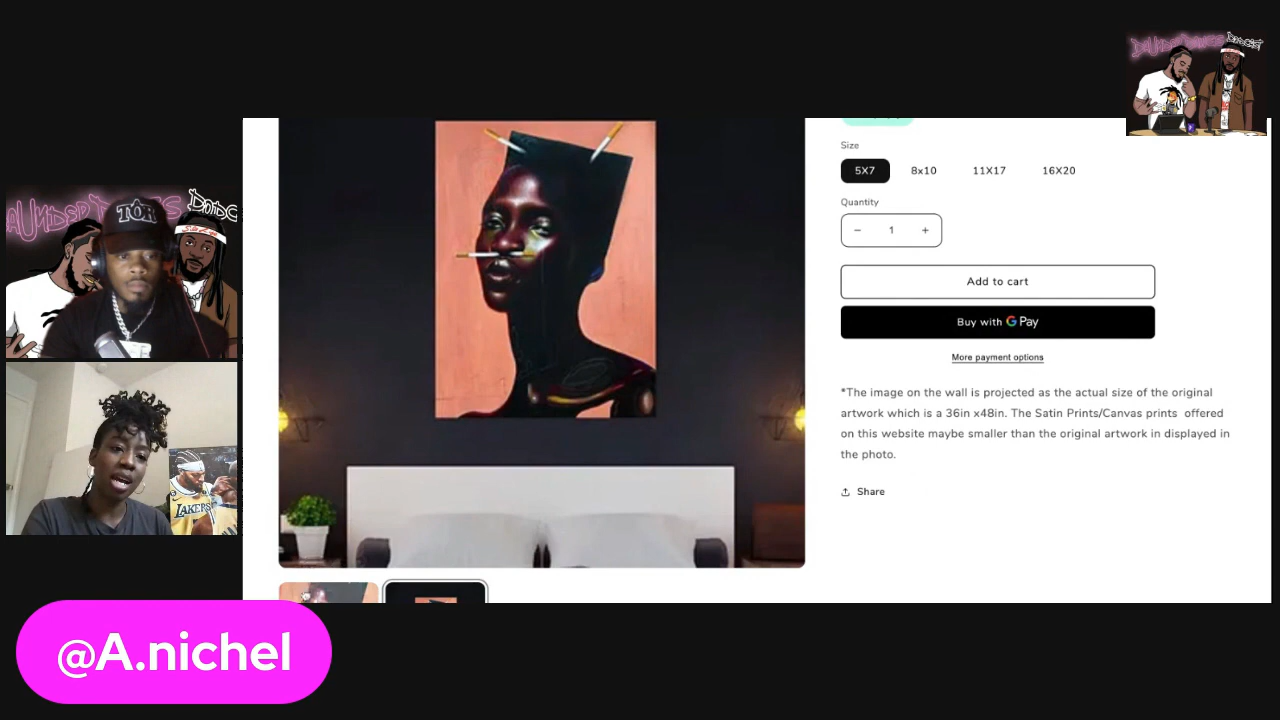 Size
5X7 8x10 11X17 16X20
Quantity
− 1 +
Add to cart
Buy with G Pay
More payment options
*The image on the wall is projected as the actual size of the original
artwork which is a 36in x48in. The Satin Prints/Canvas prints offered
on this website maybe smaller than the original artwork in displayed in
the photo.
Share
TOR
LAKERS
@A.nichel